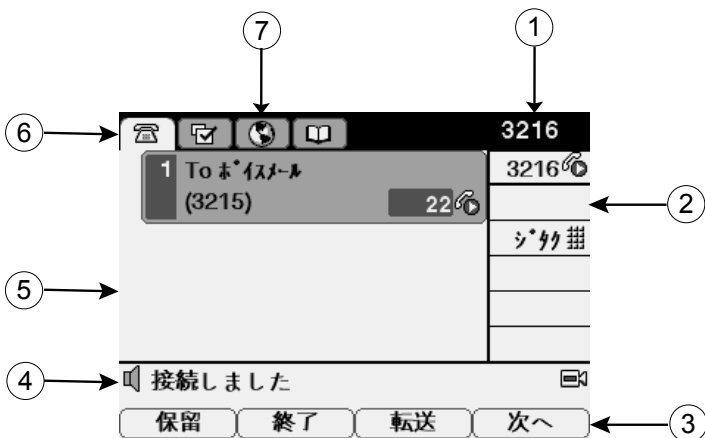 ⑦ ①
⑥
3216
1 To ﾎﾞｲｽﾒｰﾙ
(3215) 22
3216
②
ｼﾞﾀｸ
⑤
④ 接続しました
保留 終了 転送 次へ ③